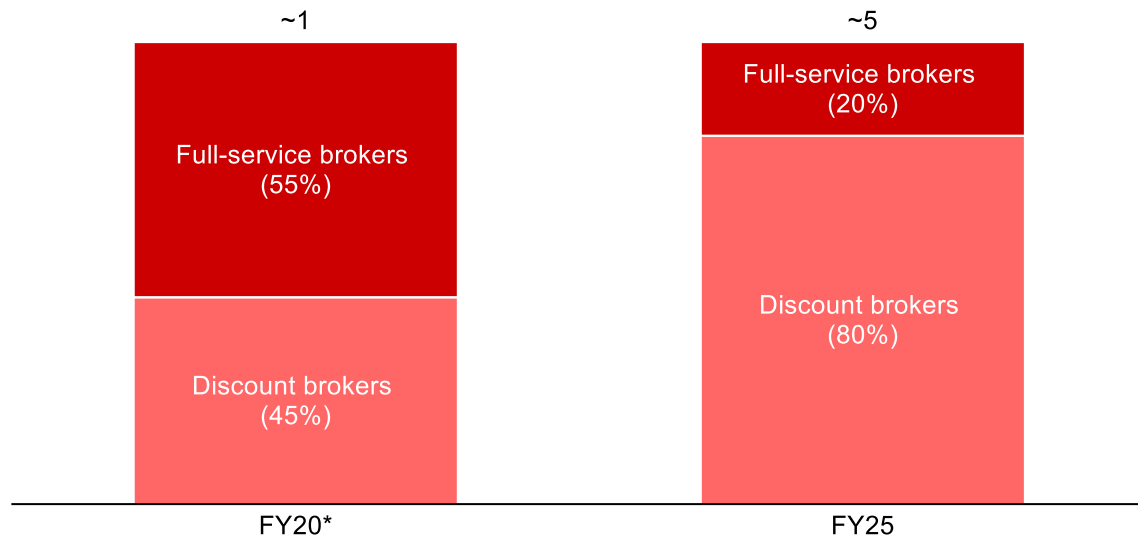 ~1
~5
Full-service brokers
(55%)
Discount brokers
(45%)
Full-service brokers
(20%)
Discount brokers
(80%)
FY20*
FY25